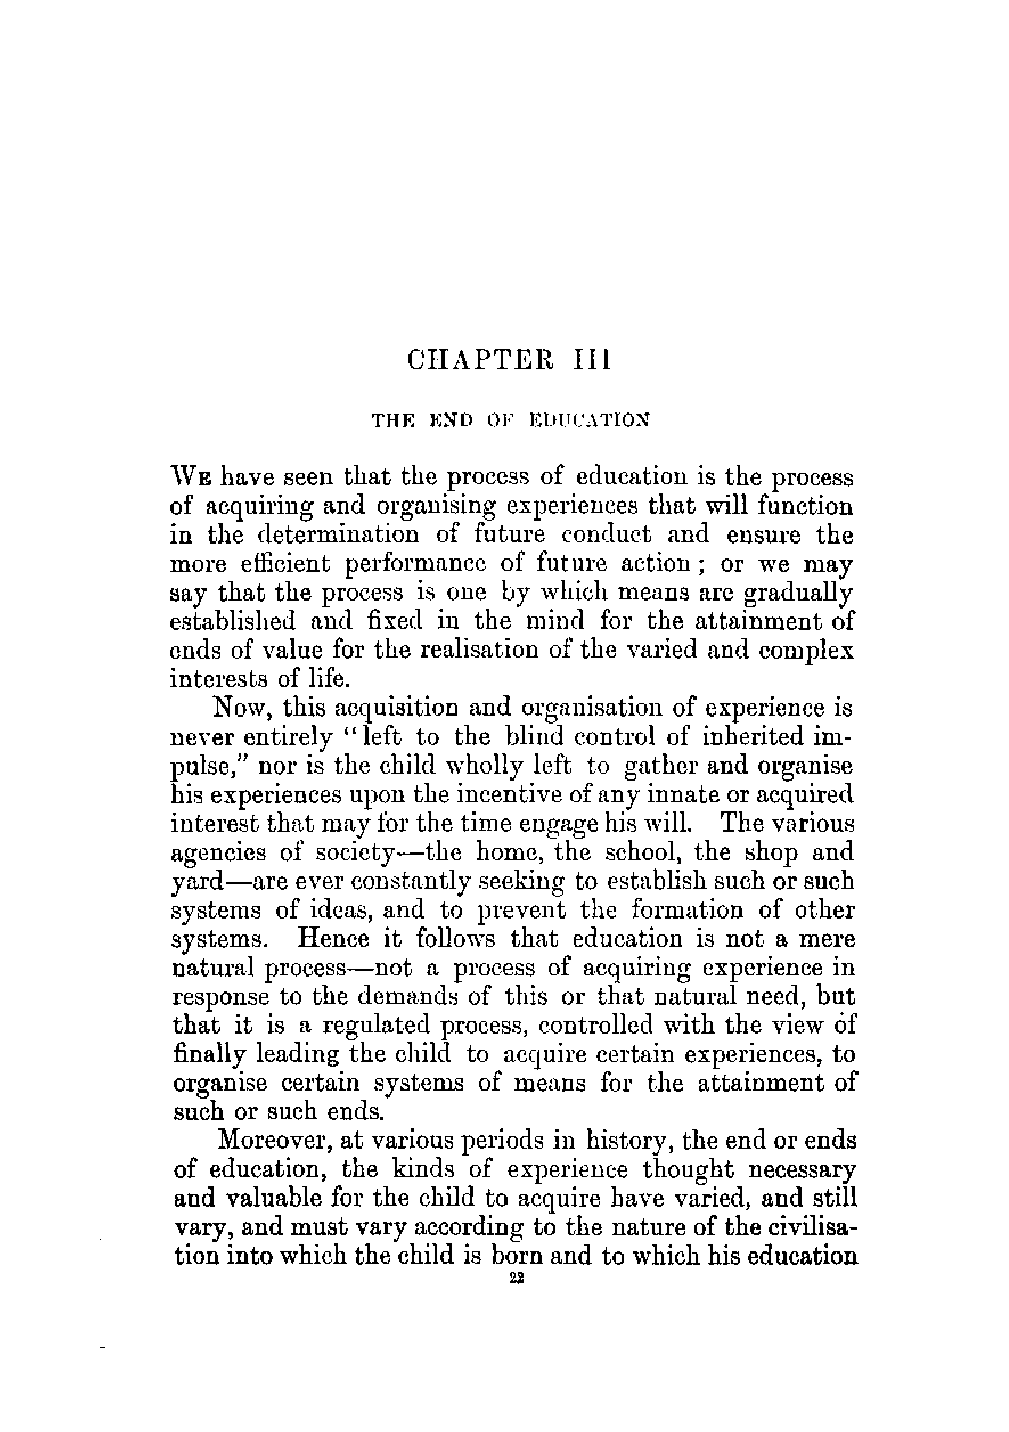 CHAPTER III
THE END OF EDUCATION
WE have seen that the process of education is the process
of acquiring and organising experiences that will function
in the determination of future conduct and ensure the
more efficient performance of future action ; or we may
say that the process is one by which means are gradually
established and fixed in the mind for the attainment of
ends of value for the realisation of the varied and complex
interests of life.
Now, this acquisition and organisation of experience is
never entirely “left to the blind control of inherited im-
pulse,” nor is the child wholly left to gather and organise
his experiences upon the incentive of any innate or acquired
interest that may for the time engage his will. The various
agencies of society—the home, the school, the shop and
yard—are ever constantly seeking to establish such or such
systems of ideas, and to prevent the formation of other
systems. Hence it follows that education is not a mere
natural process—not a process of acquiring experience in
response to the demands of this or that natural need, but
that it is a regulated process, controlled with the view of
finally leading the child to acquire certain experiences, to
organise certain systems of means for the attainment of
such or such ends.
Moreover, at various periods in history, the end or ends
of education, the kinds of experience thought necessary
and valuable for the child to acquire have varied, and still
vary, and must vary according to the nature of the civilisa-
tion into which the child is born and to which his education
22